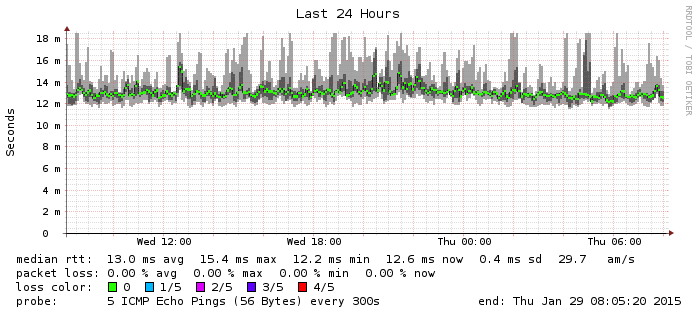 Last 24 Hours
RRDTOOL / TOBI OETIKER
Seconds
18 m
16 m
14 m
12 m
10 m
8 m
6 m
4 m
2 m
0
Wed 12:00 Wed 18:00 Thu 00:00 Thu 06:00
median rtt: 13.0 ms avg 15.4 ms max 12.2 ms min 12.6 ms now 0.4 ms sd 29.7 am/s
packet loss: 0.00 % avg 0.00 % max 0.00 % min 0.00 % now
loss color: 0 1/5 2/5 3/5 4/5
probe: 5 ICMP Echo Pings (56 Bytes) every 300s end: Thu Jan 29 08:05:20 2015